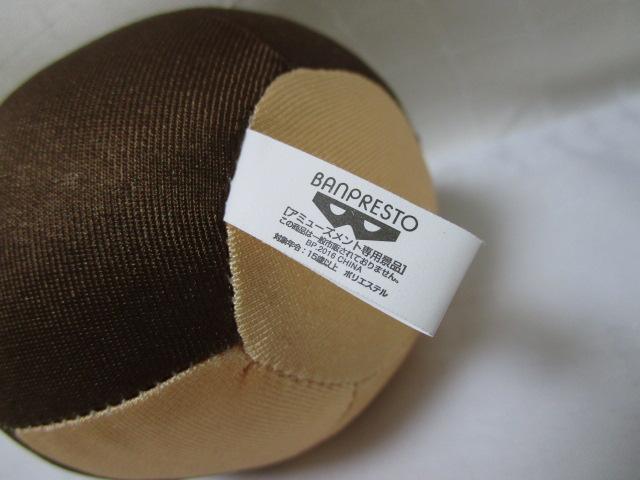 BANPRESTO
[アミューズメント専用景品]
この商品は一般市販されておりません。
BP.2016 CHINA
対象年令：15歳以上 ポリエステル